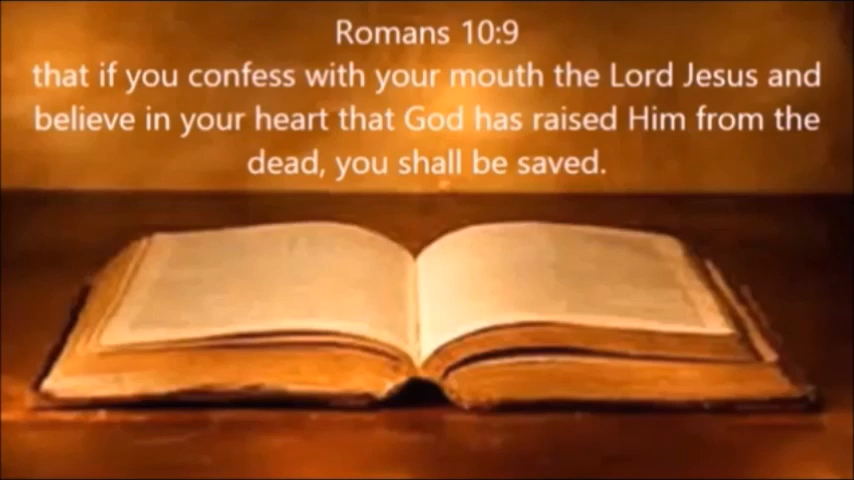 Romans 10:9
that if you confess with your mouth the Lord Jesus and
believe in your heart that God has raised Him from the
dead, you shall be saved.